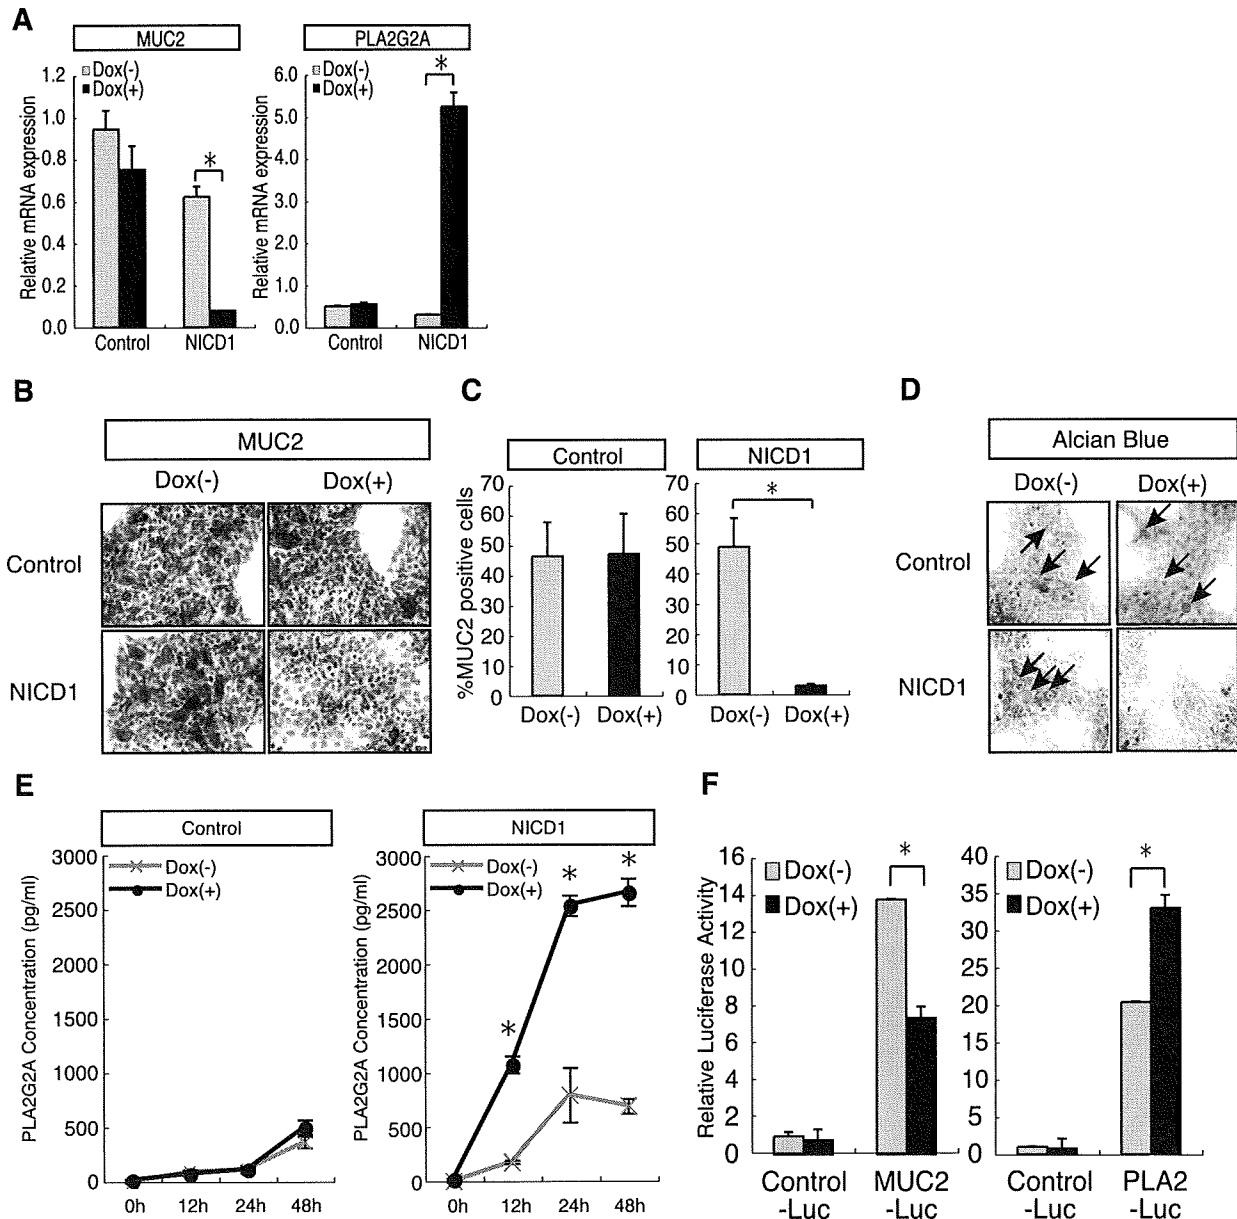 A
MUC2
PLA2G2A
Dox(-)
Dox(+)
Dox(-)
Dox(+)
*
*
Relative mRNA expression
1.2
1.0
0.8
0.6
0.4
0.2
0.0
Control NICD1
Relative mRNA expression
6.0
5.0
4.0
3.0
2.0
1.0
0.0
Control NICD1
B
MUC2
Dox(-) Dox(+)
Control
NICD1
C
Control
NICD1
%MUC2 positive cells
70
60
50
40
30
20
10
0
Dox(-) Dox(+)
70
60
50
40
30
20
10
0
*
Dox(-) Dox(+)
D
Alcian Blue
Dox(-) Dox(+)
Control
NICD1
E
Control
Dox(-)
Dox(+)
PLA2G2A Concentration (pg/ml)
3000
2500
2000
1500
1000
500
0
0h 12h 24h 48h
NICD1
Dox(-)
Dox(+)
PLA2G2A Concentration (pg/ml)
3000
2500
2000
1500
1000
500
0
* * *
0h 12h 24h 48h
F
Relative Luciferase Activity
16
14
12
10
8
6
4
2
0
Dox(-)
Dox(+)
*
Control MUC2
-Luc -Luc
40
35
30
25
20
15
10
5
0
Dox(-)
Dox(+)
*
Control PLA2
-Luc -Luc